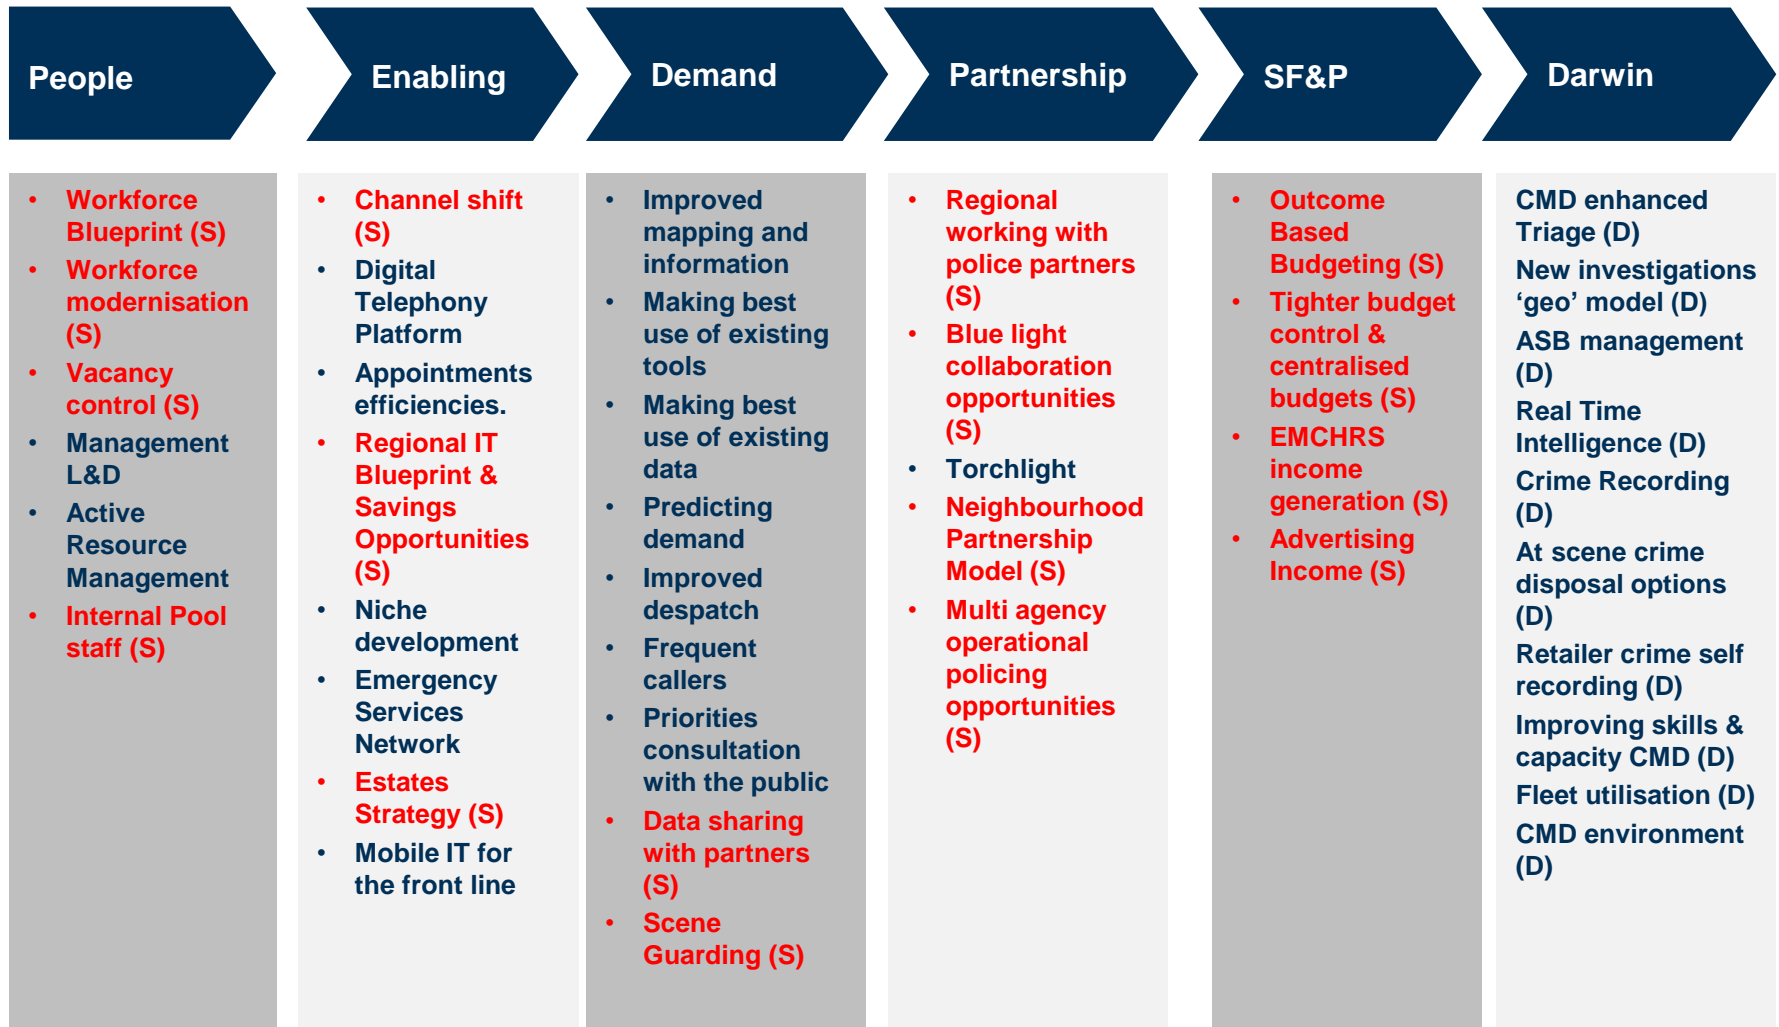 People
Enabling
Demand
Partnership
SF&P
Darwin
• Workforce
Blueprint (S)
• Workforce
modernisation
(S)
• Vacancy
control (S)
• Management
L&D
• Active
Resource
Management
• Internal Pool
staff (S)
• Channel shift
(S)
• Digital
Telephony
Platform
• Appointments
efficiencies.
• Regional IT
Blueprint &
Savings
Opportunities
(S)
• Niche
development
• Emergency
Services
Network
• Estates
Strategy (S)
• Mobile IT for
the front line
• Improved
mapping and
information
• Making best
use of existing
tools
• Making best
use of existing
data
• Predicting
demand
• Improved
despatch
• Frequent
callers
• Priorities
consultation
with the public
• Data sharing
with partners
(S)
• Scene
Guarding (S)
• Regional
working with
police partners
(S)
• Blue light
collaboration
opportunities
(S)
• Torchlight
• Neighbourhood
Partnership
Model (S)
• Multi agency
operational
policing
opportunities
(S)
• Outcome
Based
Budgeting (S)
• Tighter budget
control &
centralised
budgets (S)
• EMCHRS
income
generation (S)
• Advertising
Income (S)
CMD enhanced
Triage (D)
New investigations
‘geo’ model (D)
ASB management
(D)
Real Time
Intelligence (D)
Crime Recording
(D)
At scene crime
disposal options
(D)
Retailer crime self
recording (D)
Improving skills &
capacity CMD (D)
Fleet utilisation (D)
CMD environment
(D)